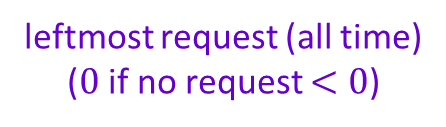 leftmost request (all time)
(0 if no request < 0)